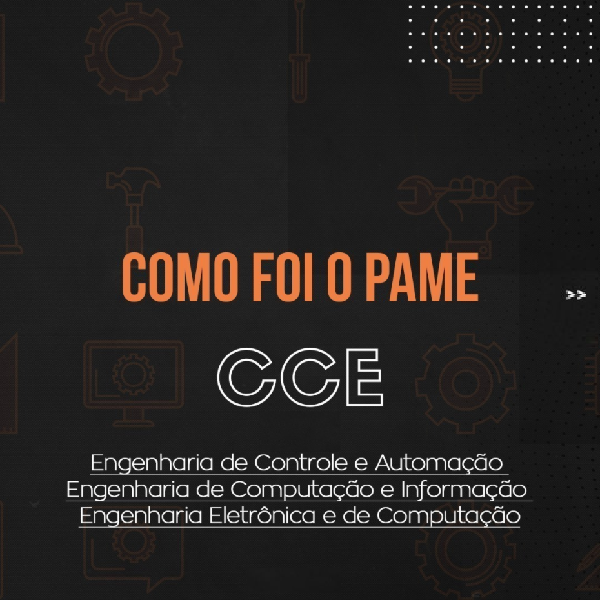 COMO FOI O PAME
>>
CCE
Engenharia de Controle e Automação
Engenharia de Computação e Informação
Engenharia Eletrônica e de Computação